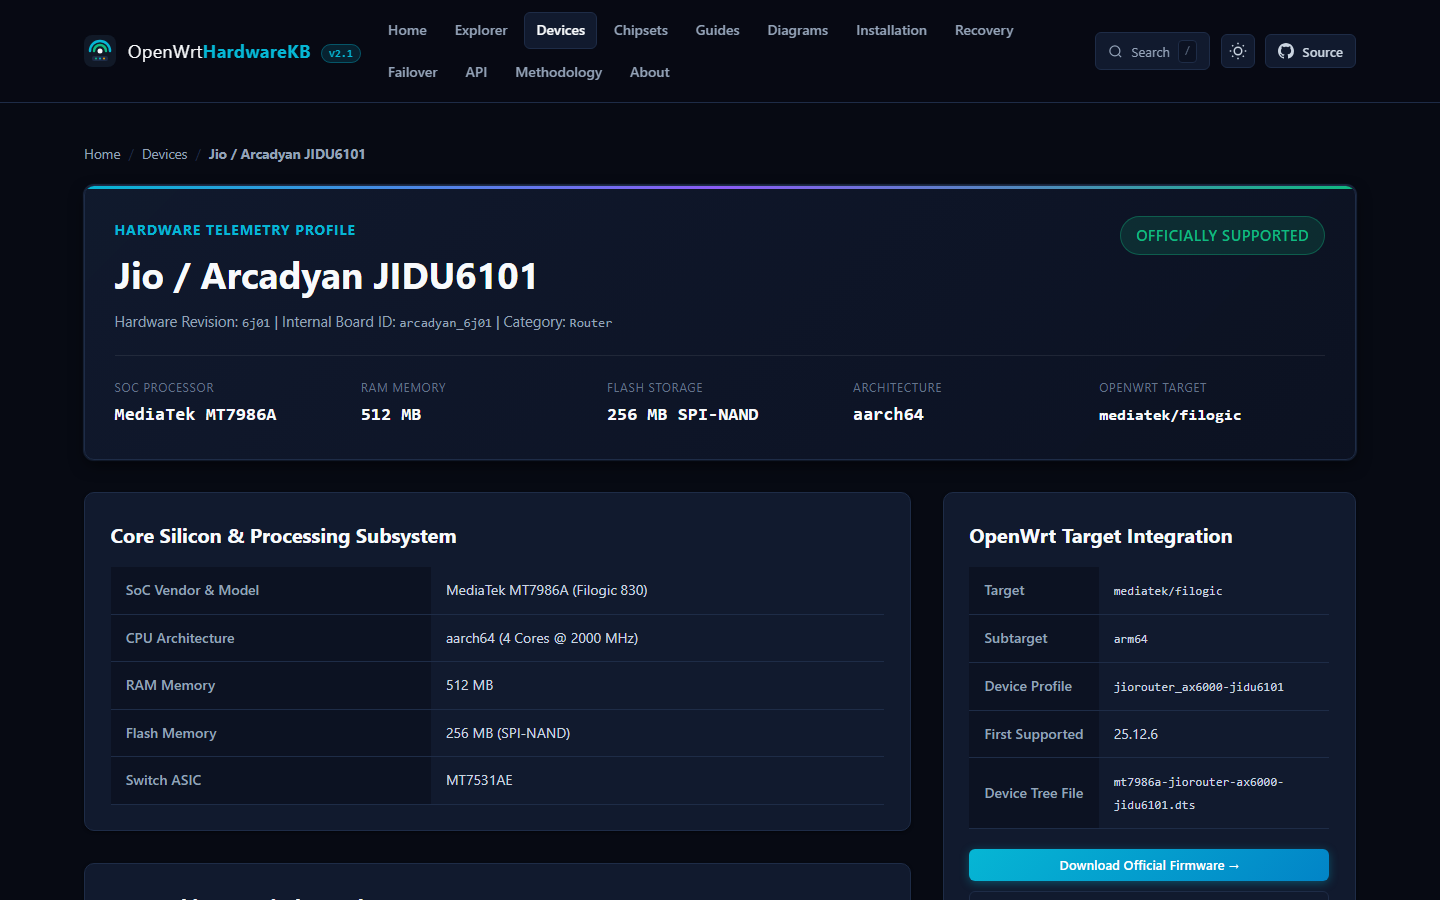 OpenWrtHardwareKB v2.1
Home Explorer Devices Chipsets Guides Diagrams Installation Recovery
Failover API Methodology About
Search / Source
Home / Devices / Jio / Arcadyan JIDU6101
HARDWARE TELEMETRY PROFILE
OFFICIALLY SUPPORTED
Jio / Arcadyan JIDU6101
Hardware Revision: 6j01 | Internal Board ID: arcadyan_6j01 | Category: Router
SOC PROCESSOR
MediaTek MT7986A
RAM MEMORY
512 MB
FLASH STORAGE
256 MB SPI-NAND
ARCHITECTURE
aarch64
OPENWRT TARGET
mediatek/filogic
Core Silicon & Processing Subsystem
SoC Vendor & Model MediaTek MT7986A (Filogic 830)
CPU Architecture aarch64 (4 Cores @ 2000 MHz)
RAM Memory 512 MB
Flash Memory 256 MB (SPI-NAND)
Switch ASIC MT7531AE
OpenWrt Target Integration
Target mediatek/filogic
Subtarget arm64
Device Profile jiorouter_ax6000-jidu6101
First Supported 25.12.6
Device Tree File mt7986a-jiorouter-ax6000-
jidu6101.dts
Download Official Firmware →